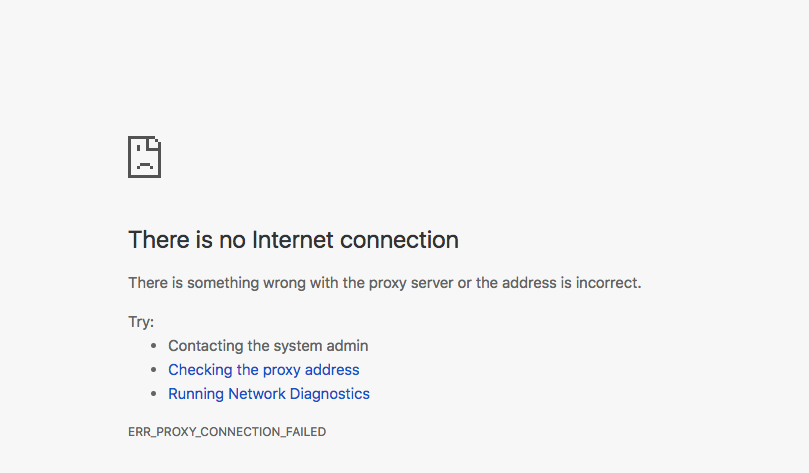 There is no Internet connection
There is something wrong with the proxy server or the address is incorrect.
Try:
• Contacting the system admin
• Checking the proxy address
• Running Network Diagnostics
ERR_PROXY_CONNECTION_FAILED